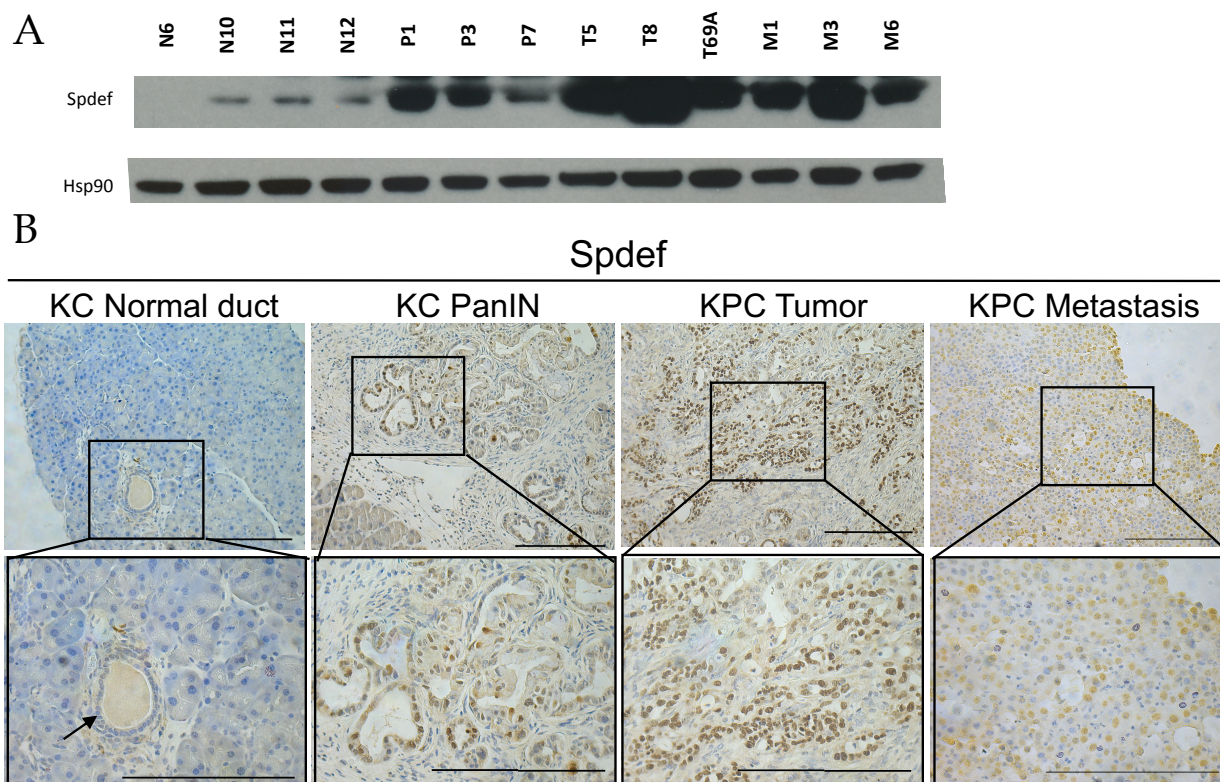 A
N6 N10 N11 N12 P1 P3 P7 T5 T8 T69A M1 M3 M6
Spdef
Hsp90
B
Spdef
KC Normal duct KC PanIN KPC Tumor KPC Metastasis